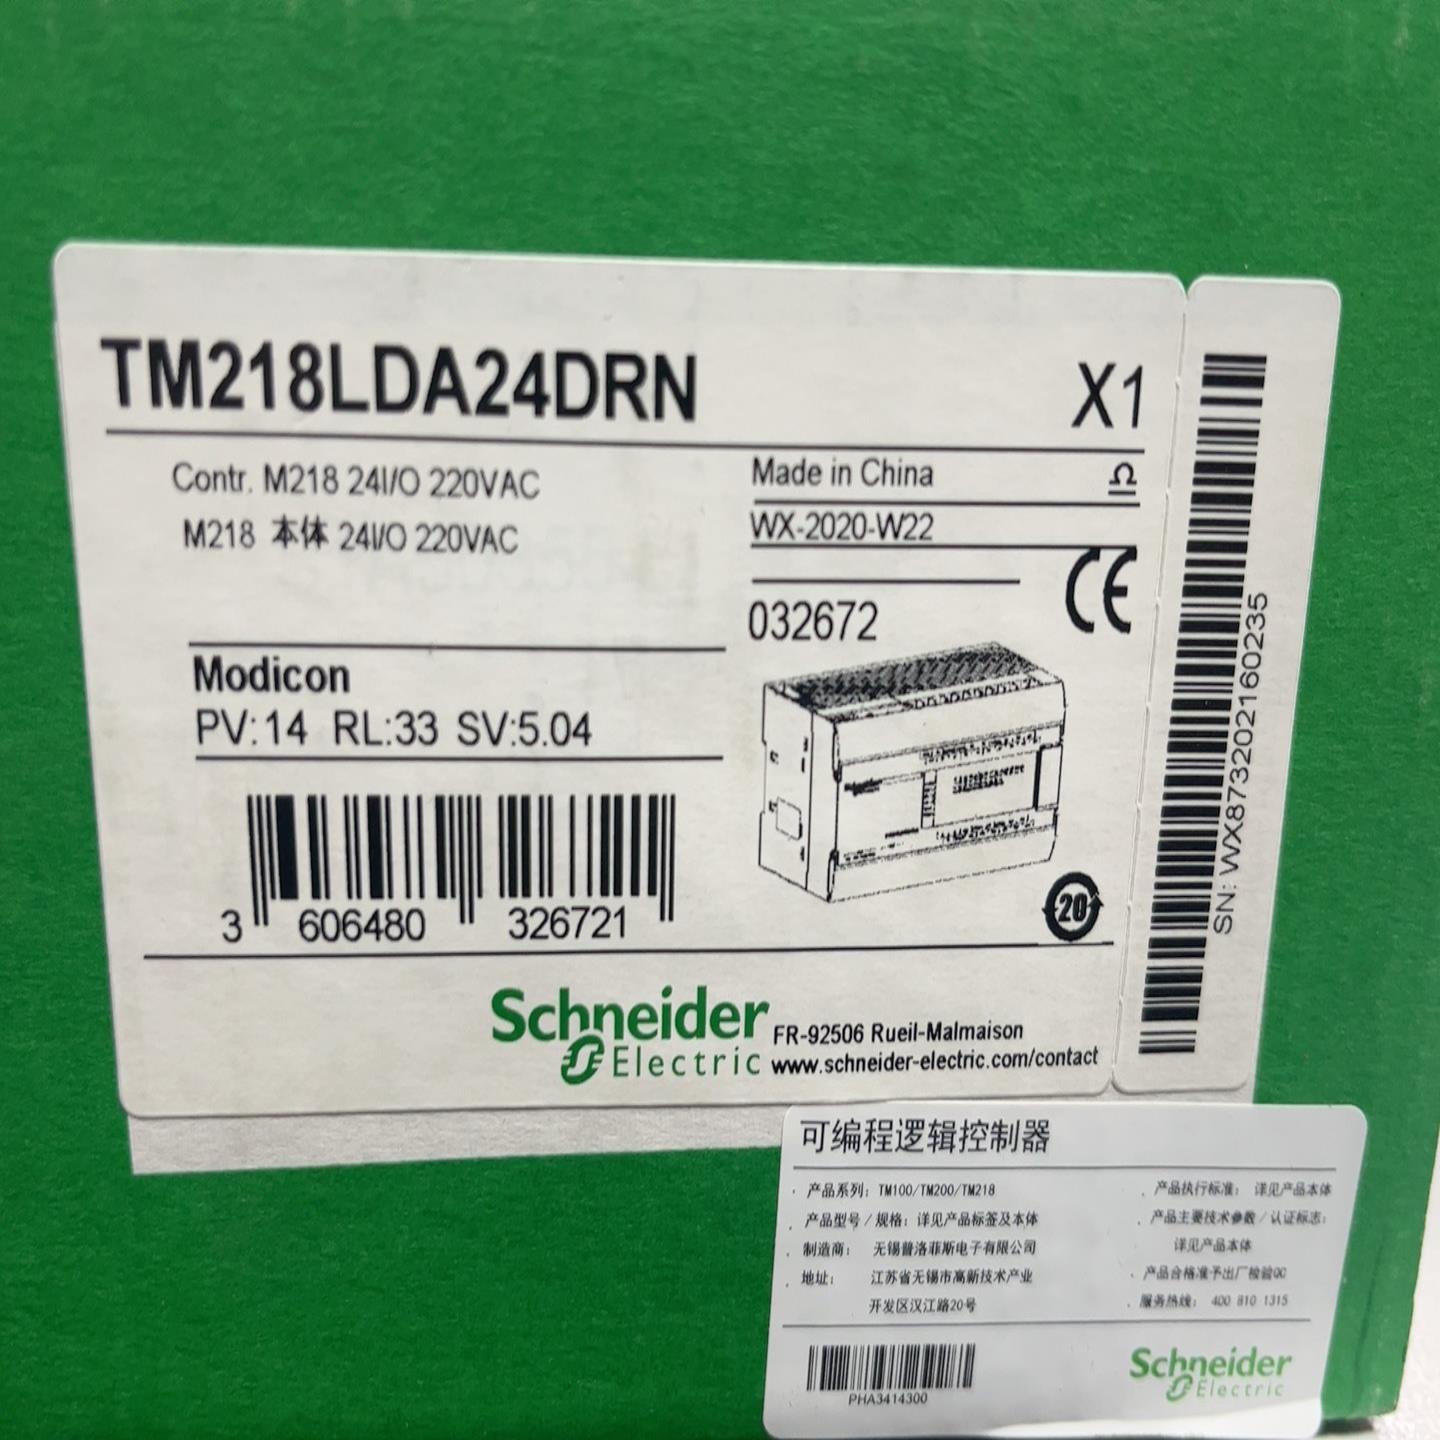 TM218LDA24DRN
X1
Contr. M218 24I/O 220VAC
M218 本体 24I/O 220VAC
Made in China
WX-2020-W22
CE
032672
Modicon
PV:14 RL:33 SV:5.04
3 606480 326721
20
SN: WX873202160235
Schneider
Electric
FR-92506 Rueil-Malmaison
www.schneider-electric.com/contact
可编程逻辑控制器
产品系列: TM100/TM200/TM218
产品型号/规格: 详见产品标签及本体
制造商: 无锡普洛菲斯电子有限公司
地址: 江苏省无锡市高新技术产业
开发区汉江路20号
产品执行标准: 详见产品本体
产品主要技术参数/认证标志:
详见产品本体
产品合格准予出厂检验QC
服务热线: 400 810 1315
PHA3414300
Schneider
Electric